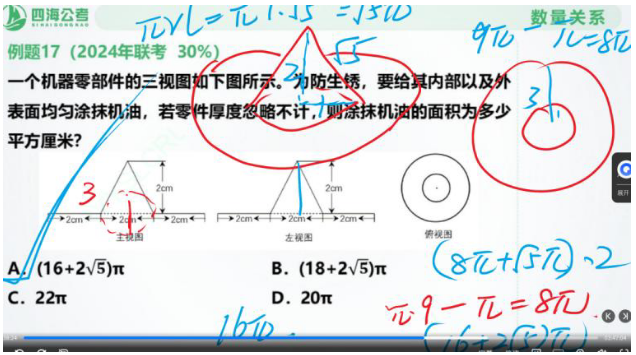 四海公考
πrL=π·1·√5=√5π
数量关系
9π-π=8π
例题17（2024年联考 30%）
一个机器零部件的三视图如下图所示。为防生锈，要给其内部以及外
表面均匀涂抹机油，若零件厚度忽略不计，则涂抹机油的面积为多少
平方厘米？
2
√5
1
3
3
1
2cm
2cm
2cm
2cm
2cm
2cm
2cm
2cm
主视图
左视图
俯视图
展开
A. (16+2√5)π
B. (18+2√5)π
(8π+√5π)·2
C. 22π
D. 20π
π·9-π=8π.
16π.
(16+2√5)π